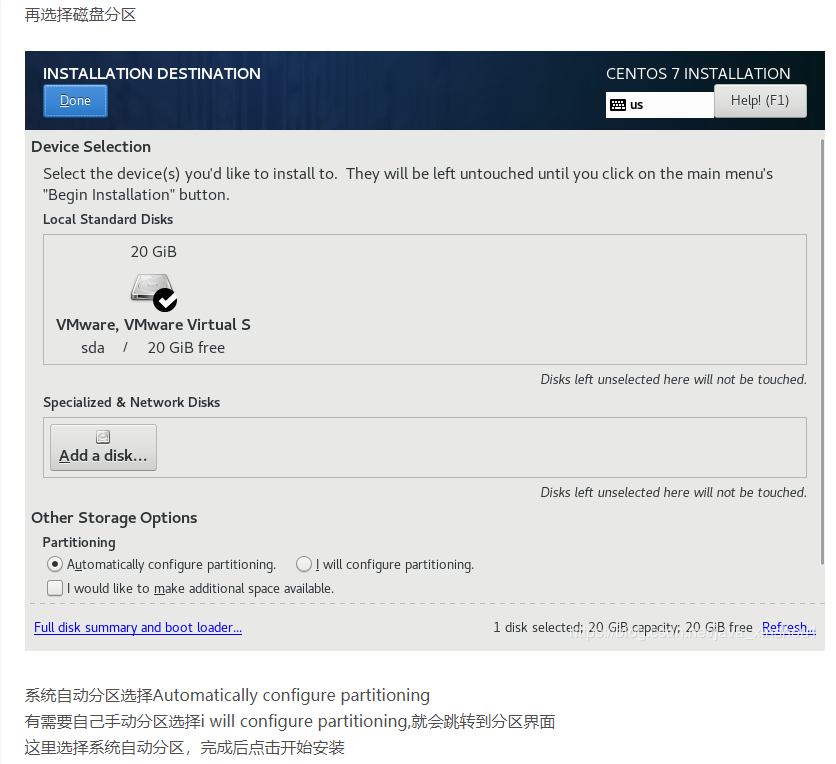 再选择磁盘分区
INSTALLATION DESTINATION
CENTOS 7 INSTALLATION
Done
us
Help! (F1)
Device Selection
Select the device(s) you'd like to install to.  They will be left untouched until you click on the main menu's
"Begin Installation" button.
Local Standard Disks
20 GiB
VMware, VMware Virtual S
sda / 20 GiB free
Disks left unselected here will not be touched.
Specialized & Network Disks
Add a disk...
Disks left unselected here will not be touched.
Other Storage Options
Partitioning
Automatically configure partitioning.
I will configure partitioning.
I would like to make additional space available.
Full disk summary and boot loader...
1 disk selected; 20 GiB capacity; 20 GiB free
Refresh...
系统自动分区选择Automatically configure partitioning
有需要自己手动分区选择i will configure partitioning,就会跳转到分区界面
这里选择系统自动分区，完成后点击开始安装